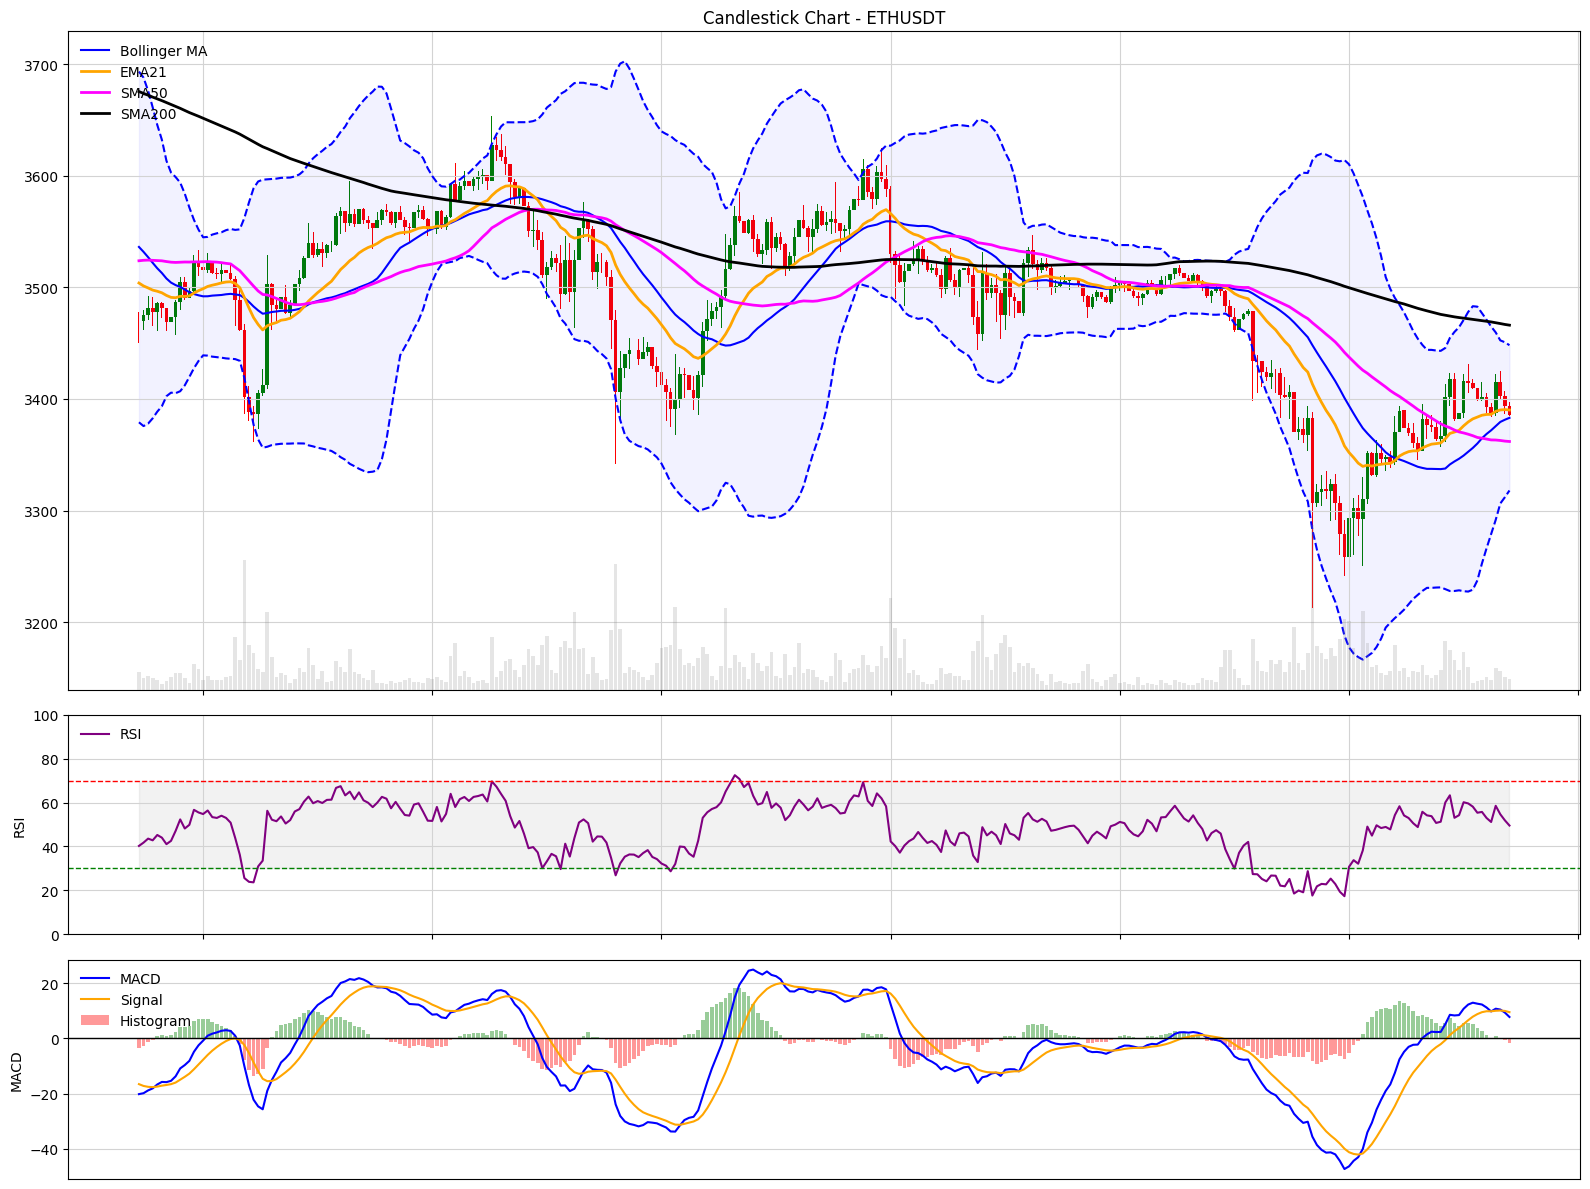 Candlestick Chart - ETHUSDT
Bollinger MA
EMA21
SMA50
SMA200
3700
3600
3500
3400
3300
3200
RSI
100
80
60
40
20
0
RSI
MACD
Signal
Histogram
20
0
−20
−40
MACD